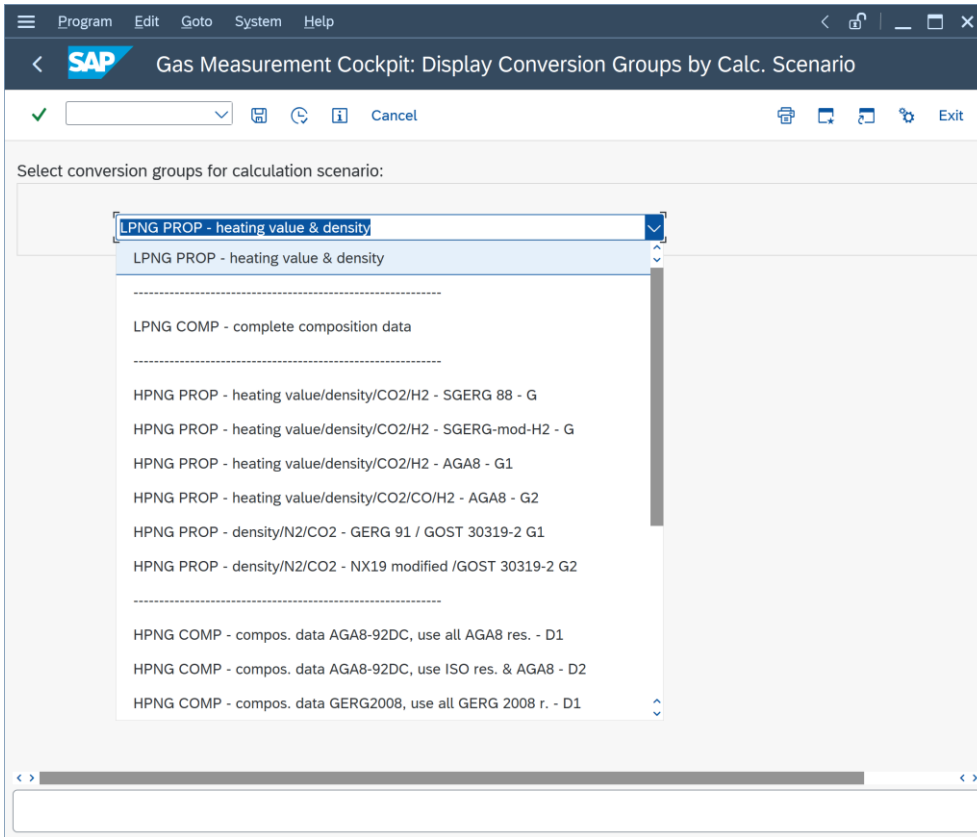 Program Edit Goto System Help
SAP Gas Measurement Cockpit: Display Conversion Groups by Calc. Scenario
Cancel Exit
Select conversion groups for calculation scenario:
LPNG PROP - heating value & density
LPNG PROP - heating value & density
-----------------------------------------------------------
LPNG COMP - complete composition data
-----------------------------------------------------------
HPNG PROP - heating value/density/CO2/H2 - SGERG 88 - G
HPNG PROP - heating value/density/CO2/H2 - SGERG-mod-H2 - G
HPNG PROP - heating value/density/CO2/H2 - AGA8 - G1
HPNG PROP - heating value/density/CO2/CO/H2 - AGA8 - G2
HPNG PROP - density/N2/CO2 - GERG 91 / GOST 30319-2 G1
HPNG PROP - density/N2/CO2 - NX19 modified /GOST 30319-2 G2
-----------------------------------------------------------
HPNG COMP - compos. data AGA8-92DC, use all AGA8 res. - D1
HPNG COMP - compos. data AGA8-92DC, use ISO res. & AGA8 - D2
HPNG COMP - compos. data GERG2008, use all GERG 2008 r. - D1